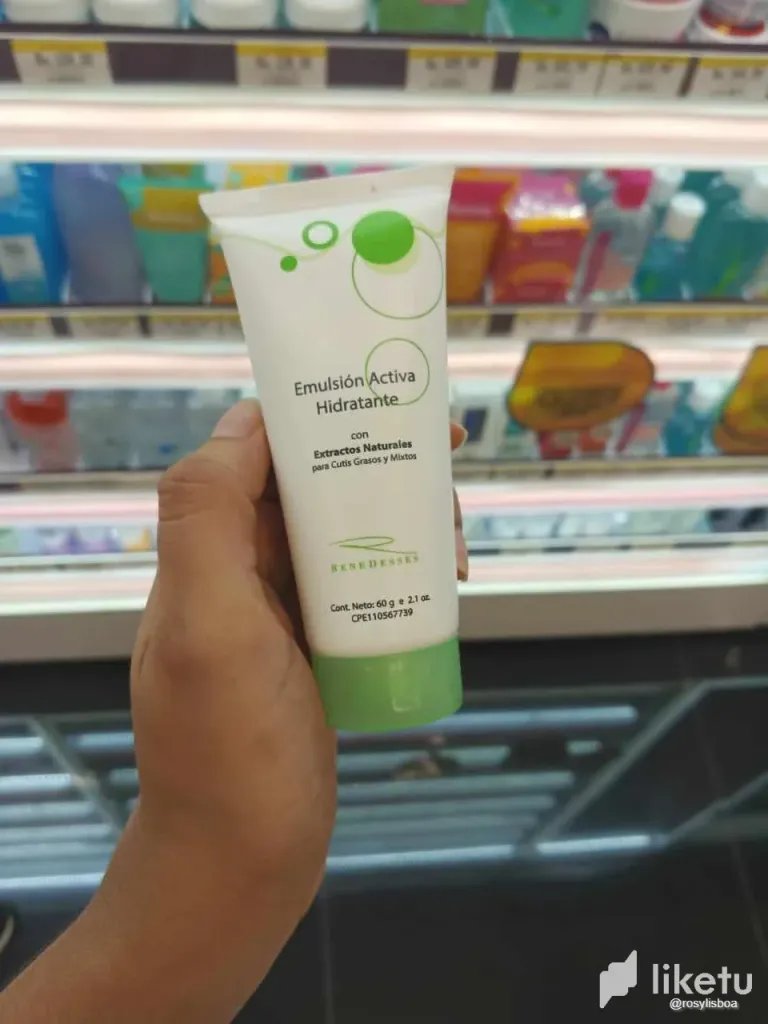 Emulsión Activa
Hidratante
con
Extractos Naturales
para Cutis Grasos y Mixtos
RENEDESSES
Cont. Neto: 60 g e 2.1 oz.
CPE110567739
liketu
@rosylisboa